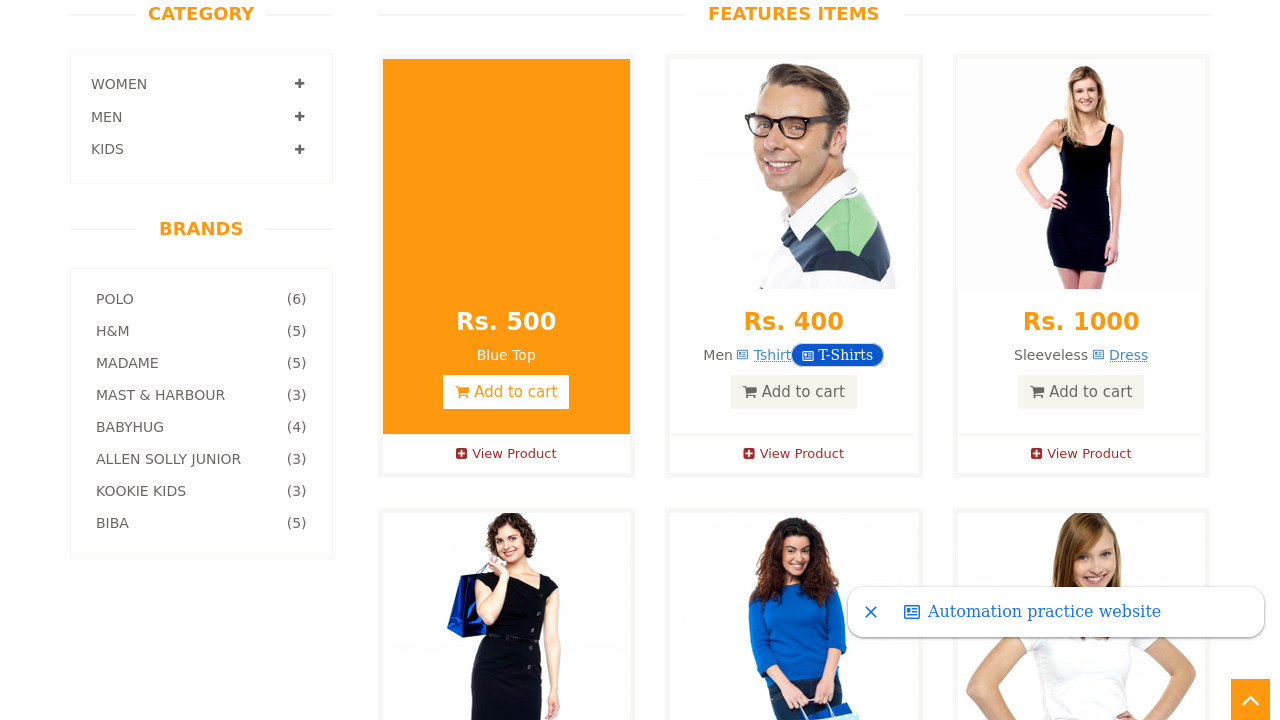 CATEGORY
WOMEN
MEN
KIDS
BRANDS
POLO (6)
H&M (5)
MADAME (5)
MAST & HARBOUR (3)
BABYHUG (4)
ALLEN SOLLY JUNIOR (3)
KOOKIE KIDS (3)
BIBA (5)
FEATURES ITEMS
Rs. 500
Blue Top
Add to cart
View Product
Rs. 400
Men Tshirt T-Shirts
Add to cart
View Product
Rs. 1000
Sleeveless Dress
Add to cart
View Product
Automation practice website